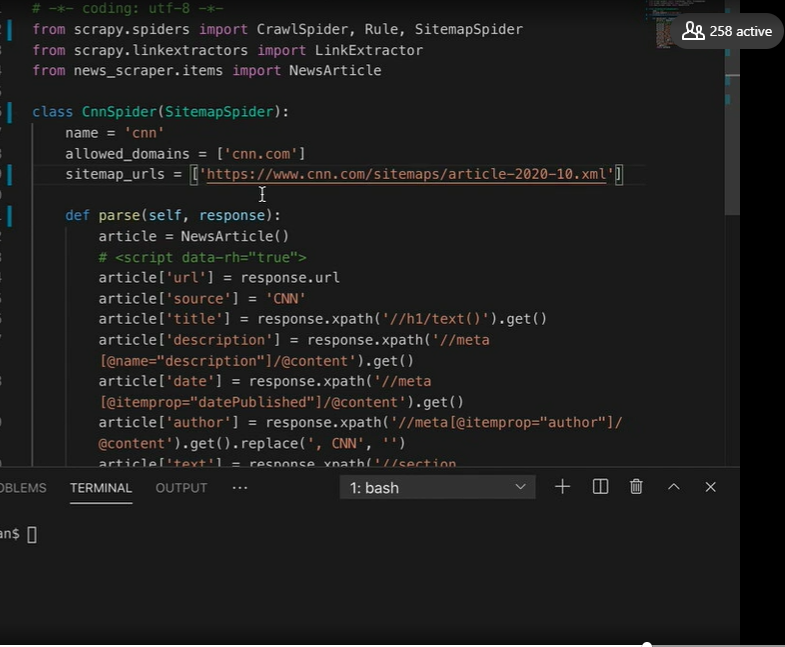 # -*- coding: utf-8 -*-
from scrapy.spiders import CrawlSpider, Rule, SitemapSpider
258 active
from scrapy.linkextractors import LinkExtractor
from news_scraper.items import NewsArticle
class CnnSpider(SitemapSpider):
name = 'cnn'
allowed_domains = ['cnn.com']
sitemap_urls = ['https://www.cnn.com/sitemaps/article-2020-10.xml']
def parse(self, response):
article = NewsArticle()
# <script data-rh="true">
article['url'] = response.url
article['source'] = 'CNN'
article['title'] = response.xpath('//h1/text()').get()
article['description'] = response.xpath('//meta
[@name="description"]/@content').get()
article['date'] = response.xpath('//meta
[@itemprop="datePublished"]/@content').get()
article['author'] = response.xpath('//meta[@itemprop="author"]/
@content').get().replace(', CNN', '')
article['text'] = response.xpath('//section
OBLEMS TERMINAL OUTPUT ... 1: bash
an$